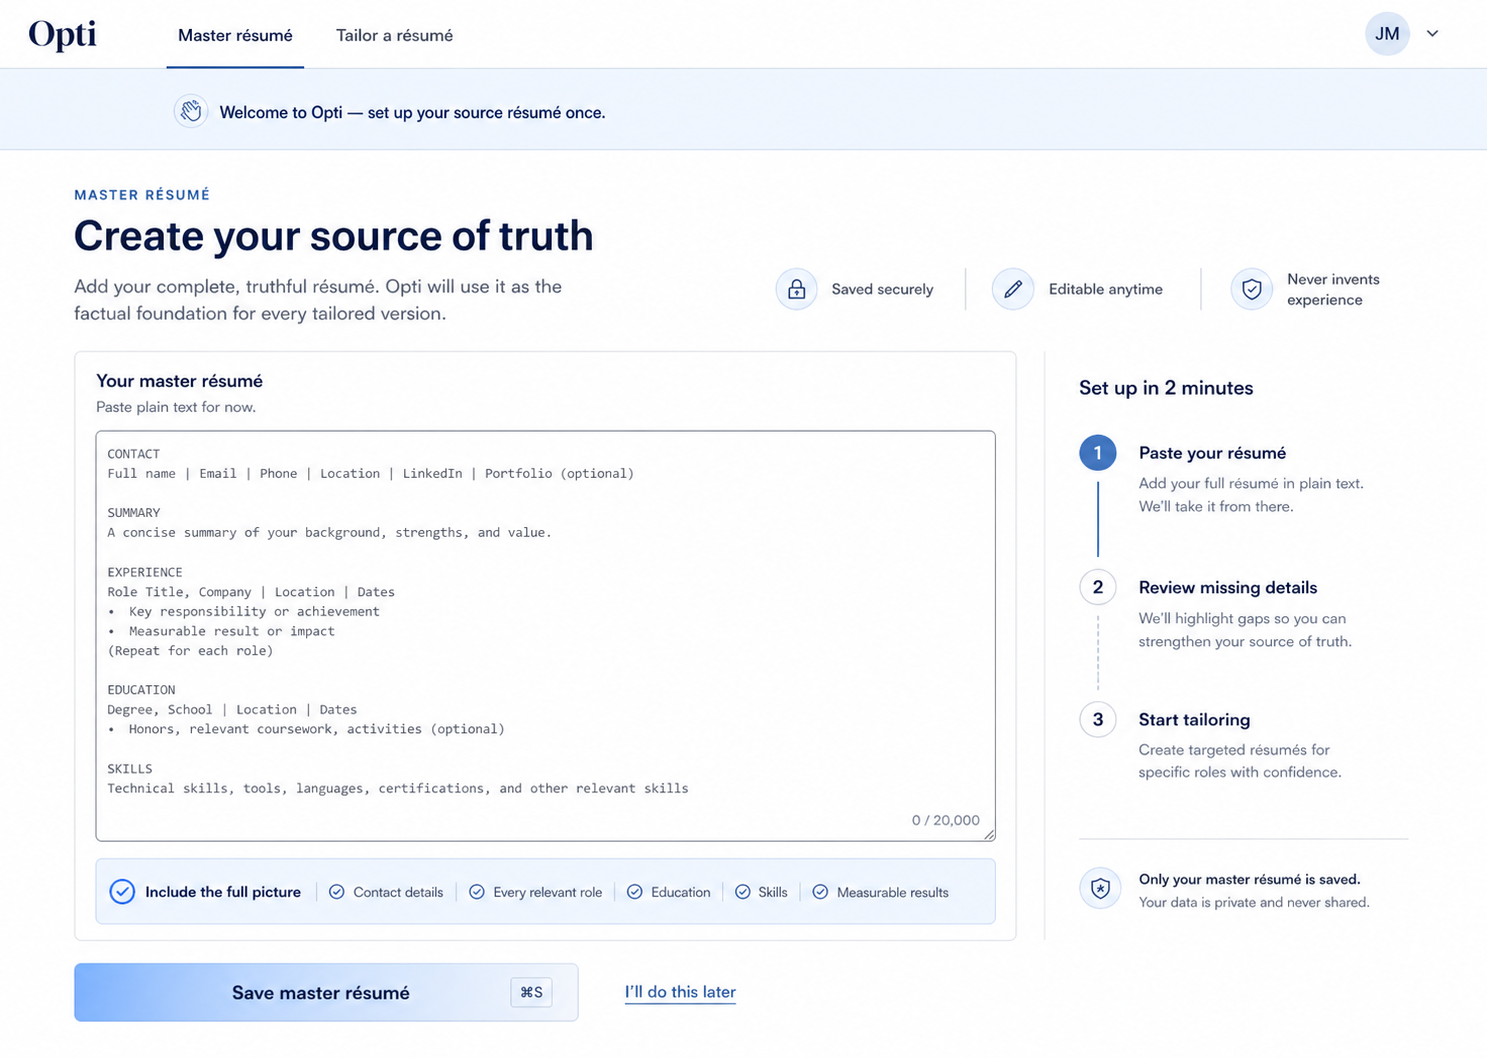 Opti
Master résumé
Tailor a résumé
JM
Welcome to Opti — set up your source résumé once.
MASTER RÉSUMÉ
Create your source of truth
Add your complete, truthful résumé. Opti will use it as the
factual foundation for every tailored version.
Saved securely
Editable anytime
Never invents
experience
Your master résumé
Paste plain text for now.
CONTACT
Full name | Email | Phone | Location | LinkedIn | Portfolio (optional)
SUMMARY
A concise summary of your background, strengths, and value.
EXPERIENCE
Role Title, Company | Location | Dates
• Key responsibility or achievement
• Measurable result or impact
(Repeat for each role)
EDUCATION
Degree, School | Location | Dates
• Honors, relevant coursework, activities (optional)
SKILLS
Technical skills, tools, languages, certifications, and other relevant skills
0 / 20,000
Include the full picture
Contact details
Every relevant role
Education
Skills
Measurable results
Set up in 2 minutes
1
Paste your résumé
Add your full résumé in plain text.
We'll take it from there.
2
Review missing details
We'll highlight gaps so you can
strengthen your source of truth.
3
Start tailoring
Create targeted résumés for
specific roles with confidence.
Only your master résumé is saved.
Your data is private and never shared.
Save master résumé
⌘S
I'll do this later